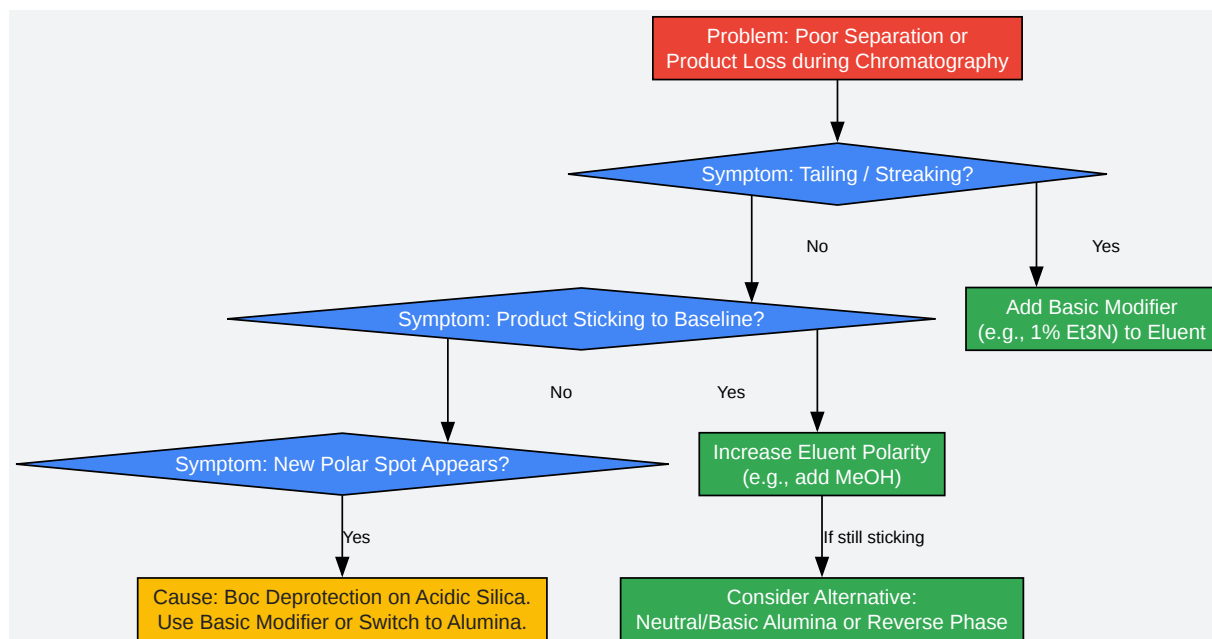 Problem: Poor Separation or
Product Loss during Chromatography
Symptom: Tailing / Streaking?
No
Yes
Symptom: Product Sticking to Baseline?
Add Basic Modifier
(e.g., 1% Et3N) to Eluent
No
Yes
Symptom: New Polar Spot Appears?
Increase Eluent Polarity
(e.g., add MeOH)
Yes
If still sticking
Cause: Boc Deprotection on Acidic Silica.
Use Basic Modifier or Switch to Alumina.
Consider Alternative:
Neutral/Basic Alumina or Reverse Phase